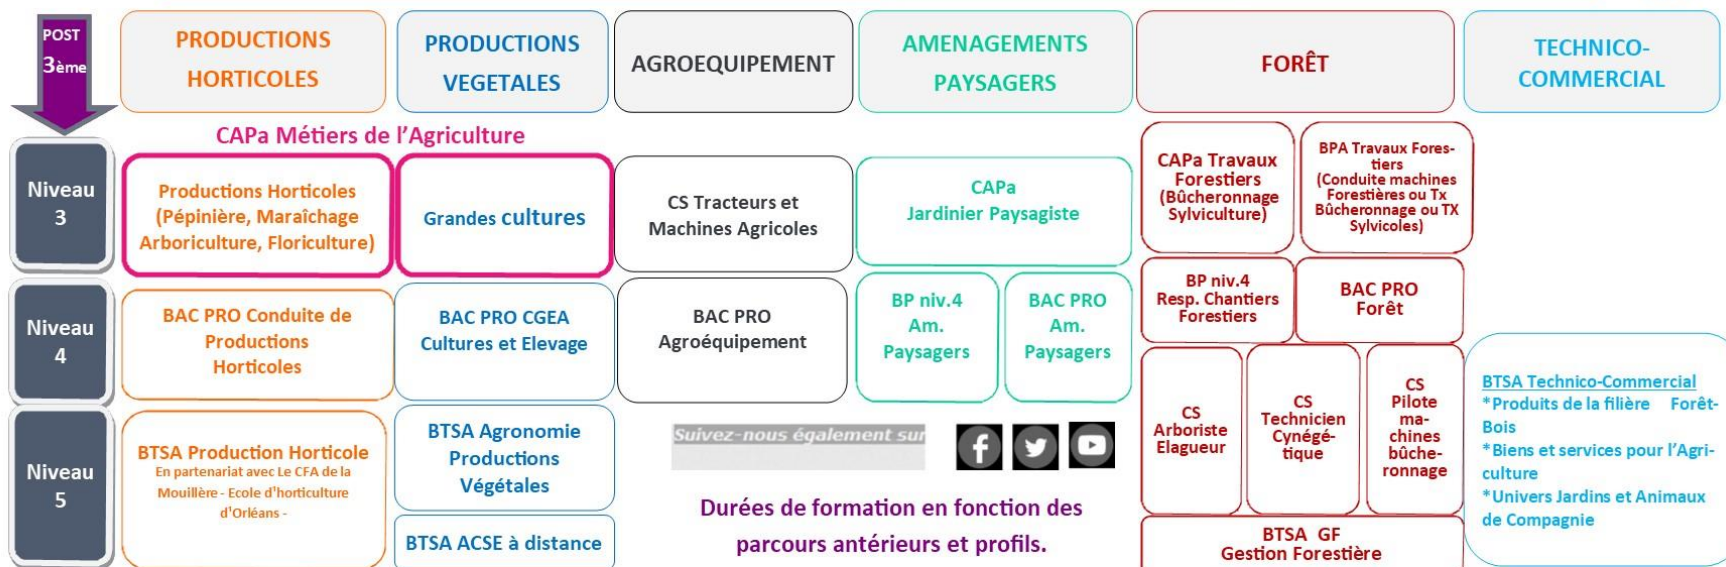 POST
3ème
PRODUCTIONS
HORTICOLES
PRODUCTIONS
VEGETALES
AGROEQUIPEMENT
AMENAGEMENTS
PAYSAGERS
FORÊT
TECHNICO-
COMMERCIAL
CAPa Métiers de l'Agriculture
Niveau
3
Productions Horticoles
(Pépinière, Maraîchage
Arboriculture, Floriculture)
Grandes cultures
CS Tracteurs et
Machines Agricoles
CAPa
Jardinier Paysagiste
CAPa Travaux
Forestiers
(Bûcheronnage
Sylviculture)
BPA Travaux Fores-
tiers
(Conduite machines
Forestières ou Tx
Bûcheronnage ou TX
Sylvicoles)
Niveau
4
BAC PRO Conduite de
Productions
Horticoles
BAC PRO CGEA
Cultures et Elevage
BAC PRO
Agroéquipement
BP niv.4
Am.
Paysagers
BAC PRO
Am.
Paysagers
BP niv.4
Resp. Chantiers
Forestiers
BAC PRO
Forêt
Niveau
5
BTSA Production Horticole
En partenariat avec Le CFA de la
Mouillère - Ecole d'horticulture
d'Orléans -
BTSA Agronomie
Productions
Végétales
BTSA ACSE à distance
Suivez-nous également sur
Durées de formation en fonction des
parcours antérieurs et profils.
CS
Arboriste
Elagueur
CS
Technicien
Cynégé-
tique
CS
Pilote
ma-
chines
bûche-
ronnage
BTSA GF
Gestion Forestière
BTSA Technico-Commercial
*Produits de la filière Forêt-
Bois
*Biens et services pour l'Agri-
culture
*Univers Jardins et Animaux
de Compagnie